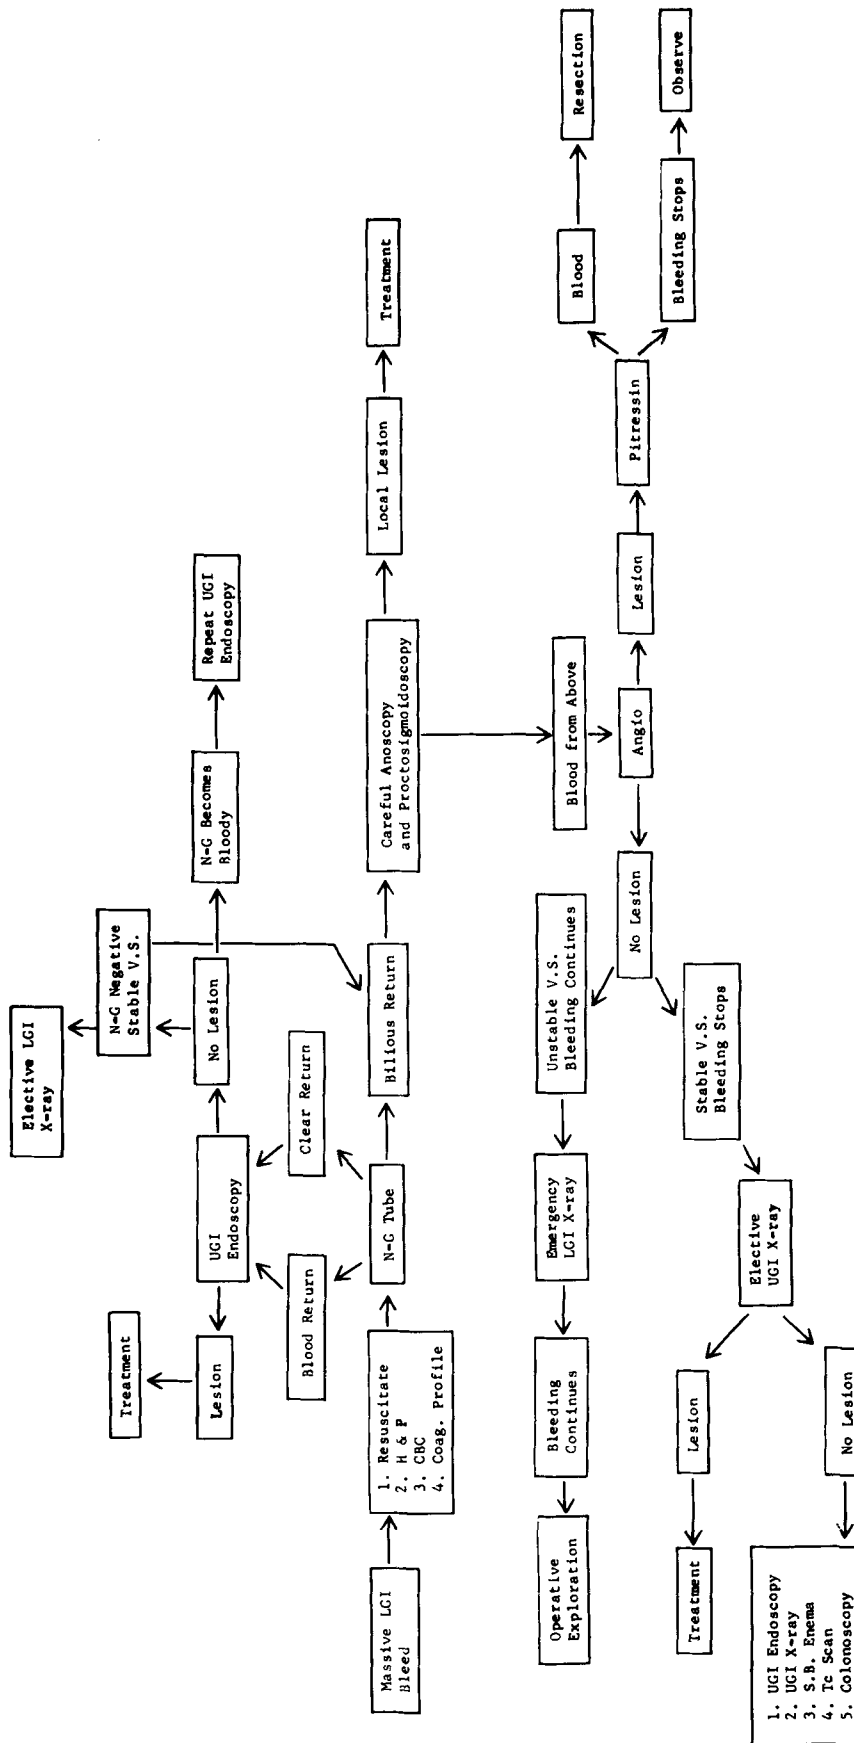 Massive LGI
Bleed
1. Resuscitate
2. H & P
3. CBC
4. Coag. Profile
N-G Tube
Blood Return
Clear Return
Bilious Return
UGI
Endoscopy
Lesion
Treatment
No Lesion
N-G Negative
Stable V.S.
Elective LGI
X-ray
N-G Becomes
Bloody
Repeat UGI
Endoscopy
Careful Anoscopy
and Proctosigmoidoscopy
Local Lesion
Treatment
Blood from Above
Angio
Lesion
Pitressin
Blood
Resection
Bleeding Stops
Observe
No Lesion
Unstable V.S.
Bleeding Continues
Emergency
LGI X-ray
Bleeding
Continues
Operative
Exploration
Stable V.S.
Bleeding Stops
Elective
UGI X-ray
Lesion
Treatment
No Lesion
1. UGI Endoscopy
2. UGI X-ray
3. S.B. Enema
4. Tc Scan
5. Colonoscopy